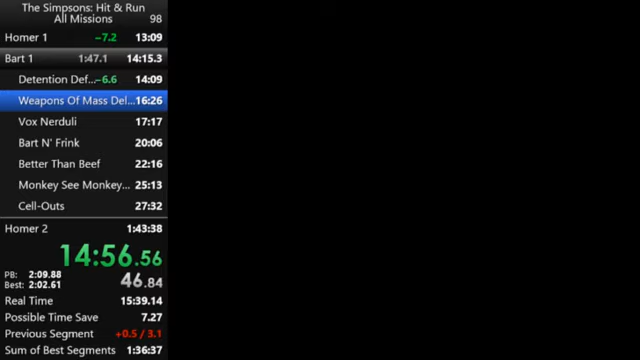 The Simpsons: Hit & Run
All Missions 98
Homer 1 −7.2 13:09
Bart 1 1:47.1 14:15.3
Detention Def...−6.6 14:09
Weapons Of Mass Del...16:26
Vox Nerduli 17:17
Bart N' Frink 20:06
Better Than Beef 22:16
Monkey See Monkey... 25:13
Cell-Outs 27:32
Homer 2 1:43:38
14:56.56
PB: 2:09.88
Best: 2:02.61
46.84
Real Time 15:39.14
Possible Time Save 7.27
Previous Segment +0.5 / 3.1
Sum of Best Segments 1:36:37